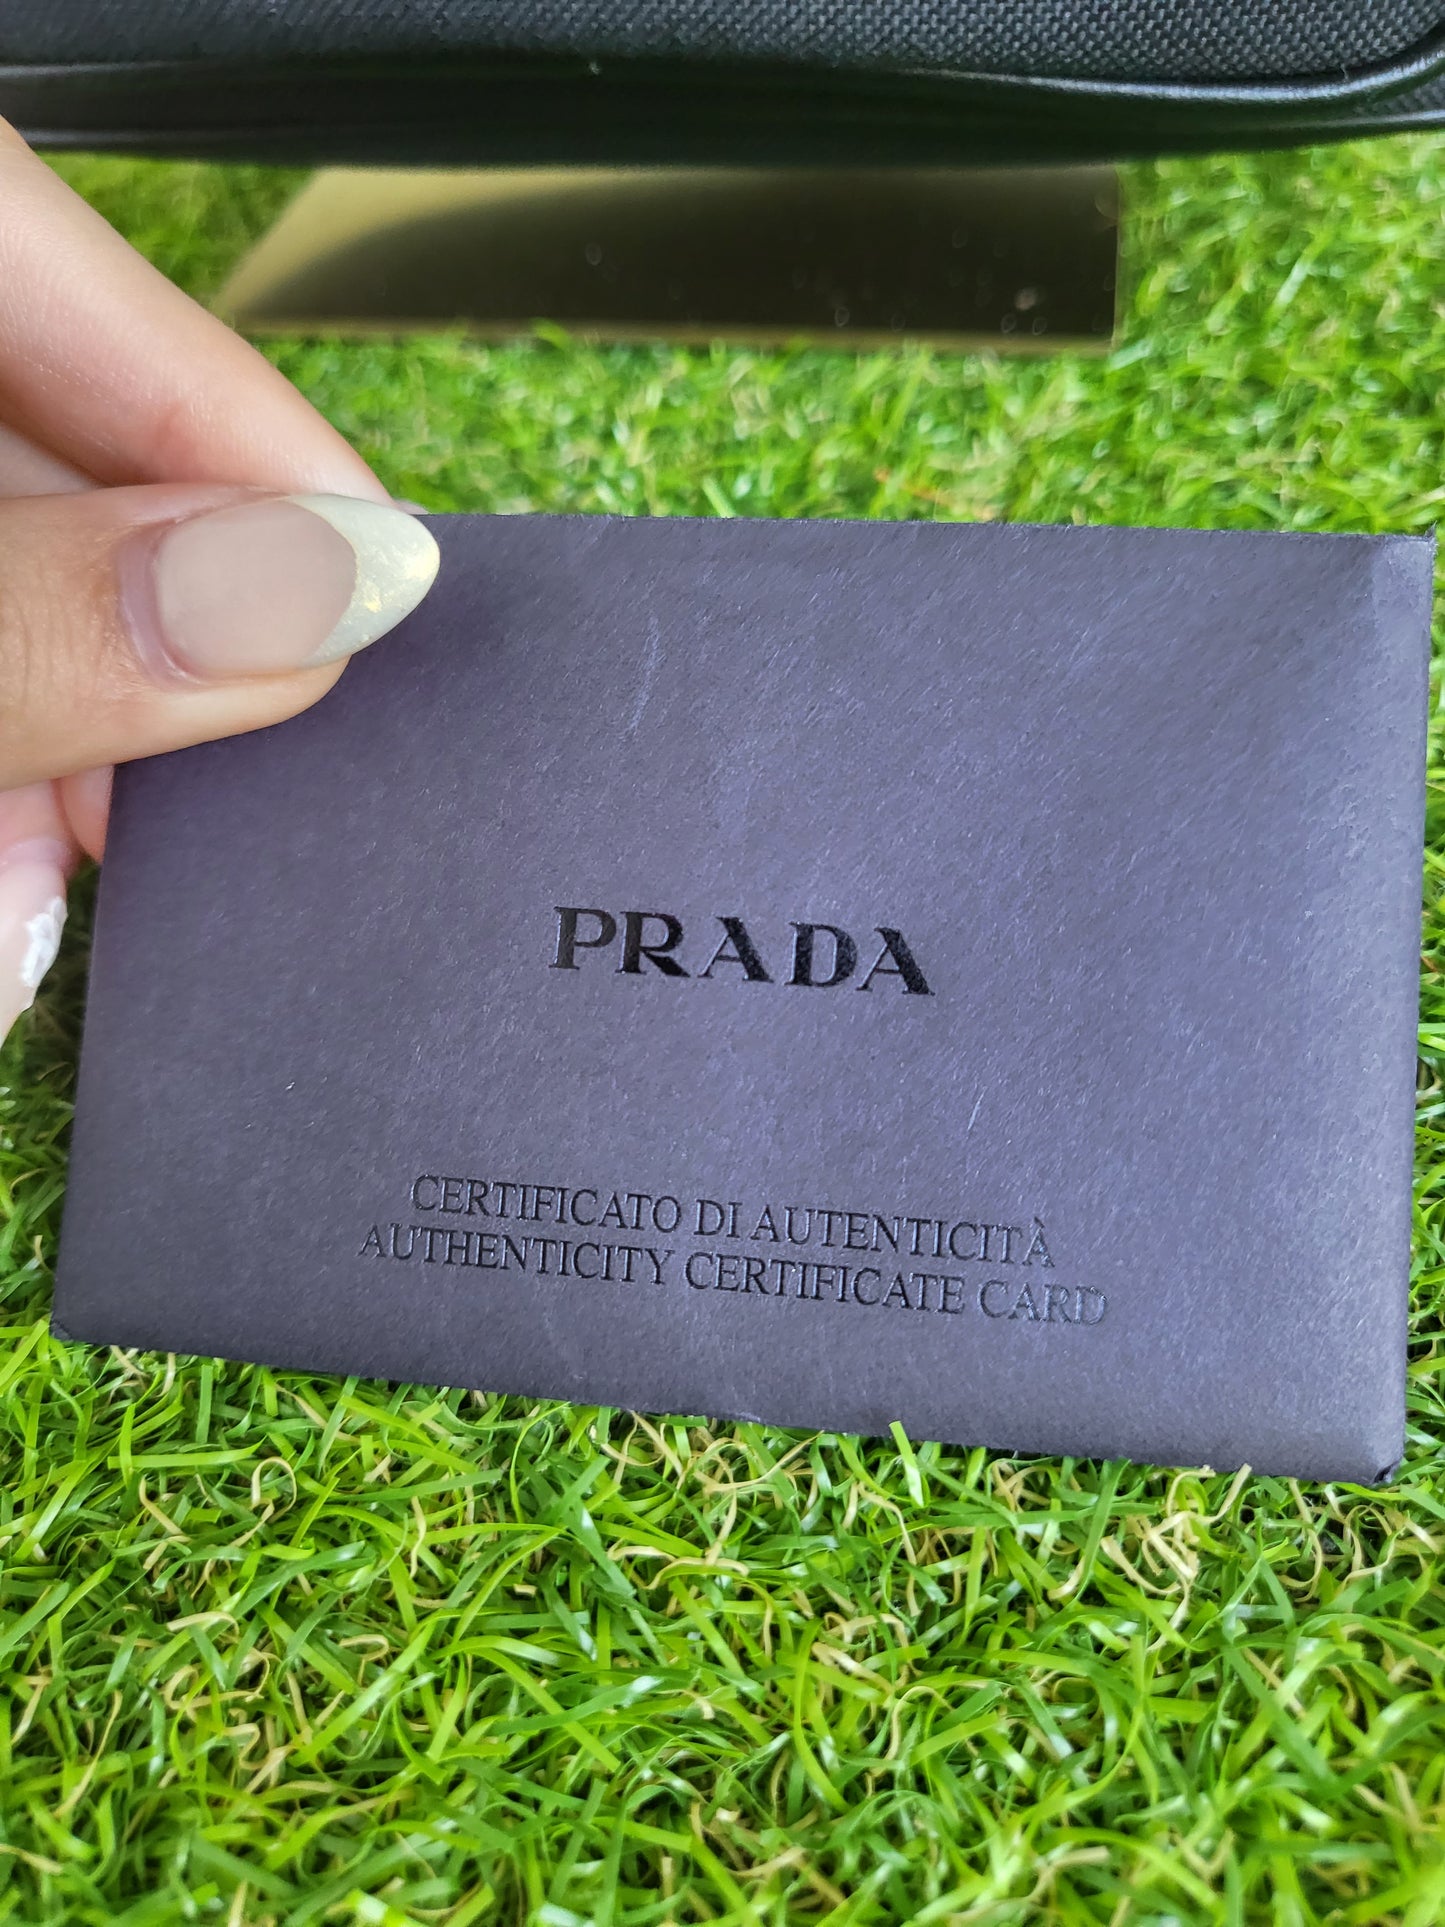 PRADA
CERTIFICATO DI AUTENTICITÀ
AUTHENTICITY CERTIFICATE CARD